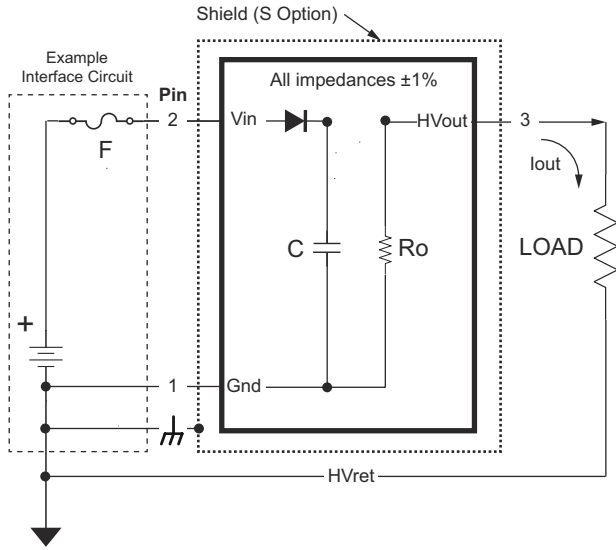 Shield (S Option)
Example
Interface Circuit
All impedances ±1%
Pin
2
Vin
HVout
3
F
Iout
C
Ro
LOAD
+
1
Gnd
HVret